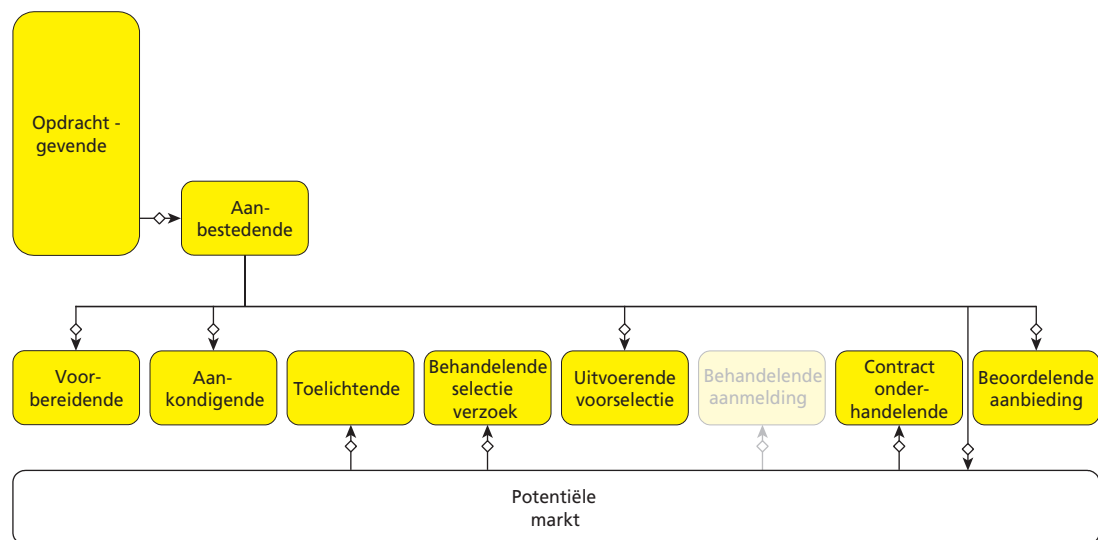 Opdracht -
gevende
Aan-
bestedende
Voor-
bereidende
Aan-
kondigende
Toelichtende
Behandelende
selectie
verzoek
Uitvoerende
voorselectie
Behandelende
aanmelding
Contract
onder-
handelende
Beoordelende
aanbieding
Potentiële
markt